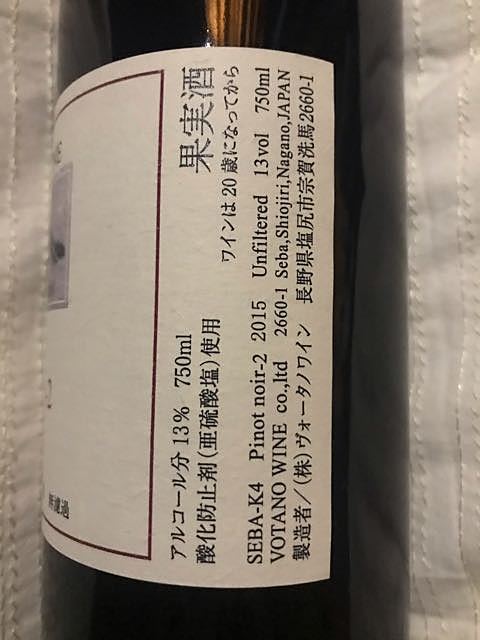 無濾過
果実酒
ワインは20歳になってから
アルコール分 13% 750ml
酸化防止剤(亜硫酸塩)使用
SEBA-K4 Pinot noir-2 2015 Unfiltered 13vol 750ml
VOTANO WINE co.,ltd 2660-1 Seba,Shiojiri,Nagano,JAPAN
製造者/(株)ヴォータノワイン 長野県塩尻市宗賀洗馬2660-1